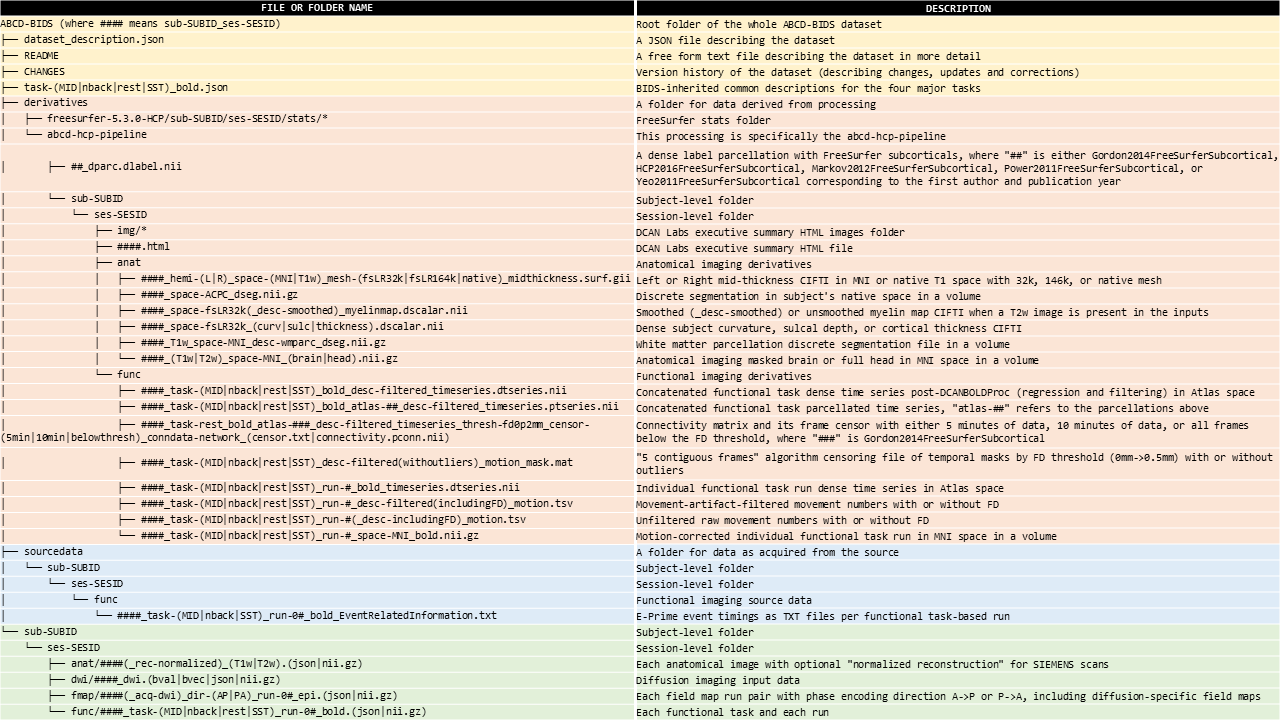 FILE OR FOLDER NAME DESCRIPTION
ABCD-BIDS (where #### means sub-SUBID_ses-SESID) Root folder of the whole ABCD-BIDS dataset
├── dataset_description.json A JSON file describing the dataset
├── README A free form text file describing the dataset in more detail
├── CHANGES Version history of the dataset (describing changes, updates and corrections)
├── task-(MID|nback|rest|SST)_bold.json BIDS-inherited common descriptions for the four major tasks
├── derivatives A folder for data derived from processing
│ ├── freesurfer-5.3.0-HCP/sub-SUBID/ses-SESID/stats/* FreeSurfer stats folder
│ └── abcd-hcp-pipeline This processing is specifically the abcd-hcp-pipeline
│ ├── ##_dparc.dlabel.nii A dense label parcellation with FreeSurfer subcorticals, where "##" is either Gordon2014FreeSurferSubcortical,
HCP2016FreeSurferSubcortical, Markov2012FreeSurferSubcortical, Power2011FreeSurferSubcortical, or
Yeo2011FreeSurferSubcortical corresponding to the first author and publication year
│ └── sub-SUBID Subject-level folder
│ └── ses-SESID Session-level folder
│ ├── img/* DCAN Labs executive summary HTML images folder
│ ├── ####.html DCAN Labs executive summary HTML file
│ ├── anat Anatomical imaging derivatives
│ ├── ####_hemi-(L|R)_space-(MNI|T1w)_mesh-(fsLR32k|fsLR164k|native)_midthickness.surf.gii Left or Right mid-thickness CIFTI in MNI or native T1 space with 32k, 146k, or native mesh
│ ├── ####_space-ACPC_dseg.nii.gz Discrete segmentation in subject's native space in a volume
│ ├── ####_space-fsLR32k(_desc-smoothed)_myelinmap.dscalar.nii Smoothed (_desc-smoothed) or unsmoothed myelin map CIFTI when a T2w image is present in the inputs
│ ├── ####_space-fsLR32k_(curv|sulc|thickness).dscalar.nii Dense subject curvature, sulcal depth, or cortical thickness CIFTI
│ ├── ####_T1w_space-MNI_desc-wmparc_dseg.nii.gz White matter parcellation discrete segmentation file in a volume
│ └── ####_(T1w|T2w)_space-MNI_(brain|head).nii.gz Anatomical imaging masked brain or full head in MNI space in a volume
│ └── func Functional imaging derivatives
│ ├── ####_task-(MID|nback|rest|SST)_bold_desc-filtered_timeseries.dtseries.nii Concatenated functional task dense time series post-DCANBOLDProc (regression and filtering) in Atlas space
│ ├── ####_task-(MID|nback|rest|SST)_bold_atlas-##_desc-filtered_timeseries.ptseries.nii Concatenated functional task parcellated time series, "atlas-##" refers to the parcellations above
│ ├── ####_task-rest_bold_atlas-###_desc-filtered_timeseries_thresh-fd0p2mm_censor- Connectivity matrix and its frame censor with either 5 minutes of data, 10 minutes of data, or all frames
(5min|10min|belowthresh)_conndata-network_(censor.txt|connectivity.pconn.nii) below the FD threshold, where "###" is Gordon2014FreeSurferSubcortical
│ ├── ####_task-(MID|nback|rest|SST)_desc-filtered(withoutliers)_motion_mask.mat "5 contiguous frames" algorithm censoring file of temporal masks by FD threshold (0mm->0.5mm) with or without
outliers
│ ├── ####_task-(MID|nback|rest|SST)_run-#_bold_timeseries.dtseries.nii Individual functional task run dense time series in Atlas space
│ ├── ####_task-(MID|nback|rest|SST)_run-#_desc-filtered(includingFD)_motion.tsv Movement-artifact-filtered movement numbers with or without FD
│ ├── ####_task-(MID|nback|rest|SST)_run-#(_desc-includingFD)_motion.tsv Unfiltered raw movement numbers with or without FD
│ └── ####_task-(MID|nback|rest|SST)_run-#_space-MNI_bold.nii.gz Motion-corrected individual functional task run in MNI space in a volume
├── sourcedata A folder for data as acquired from the source
│ └── sub-SUBID Subject-level folder
│ └── ses-SESID Session-level folder
│ └── func Functional imaging source data
│ └── ####_task-(MID|nback|SST)_run-0#_bold_EventRelatedInformation.txt E-Prime event timings as TXT files per functional task-based run
└── sub-SUBID Subject-level folder
└── ses-SESID Session-level folder
├── anat/####(_rec-normalized)_(T1w|T2w).(json|nii.gz) Each anatomical image with optional "normalized reconstruction" for SIEMENS scans
├── dwi/####_dwi.(bval|bvec|json|nii.gz) Diffusion imaging input data
├── fmap/####(_acq-dwi)_dir-(AP|PA)_run-0#_epi.(json|nii.gz) Each field map run pair with phase encoding direction A->P or P->A, including diffusion-specific field maps
└── func/####_task-(MID|nback|rest|SST)_run-0#_bold.(json|nii.gz) Each functional task and each run